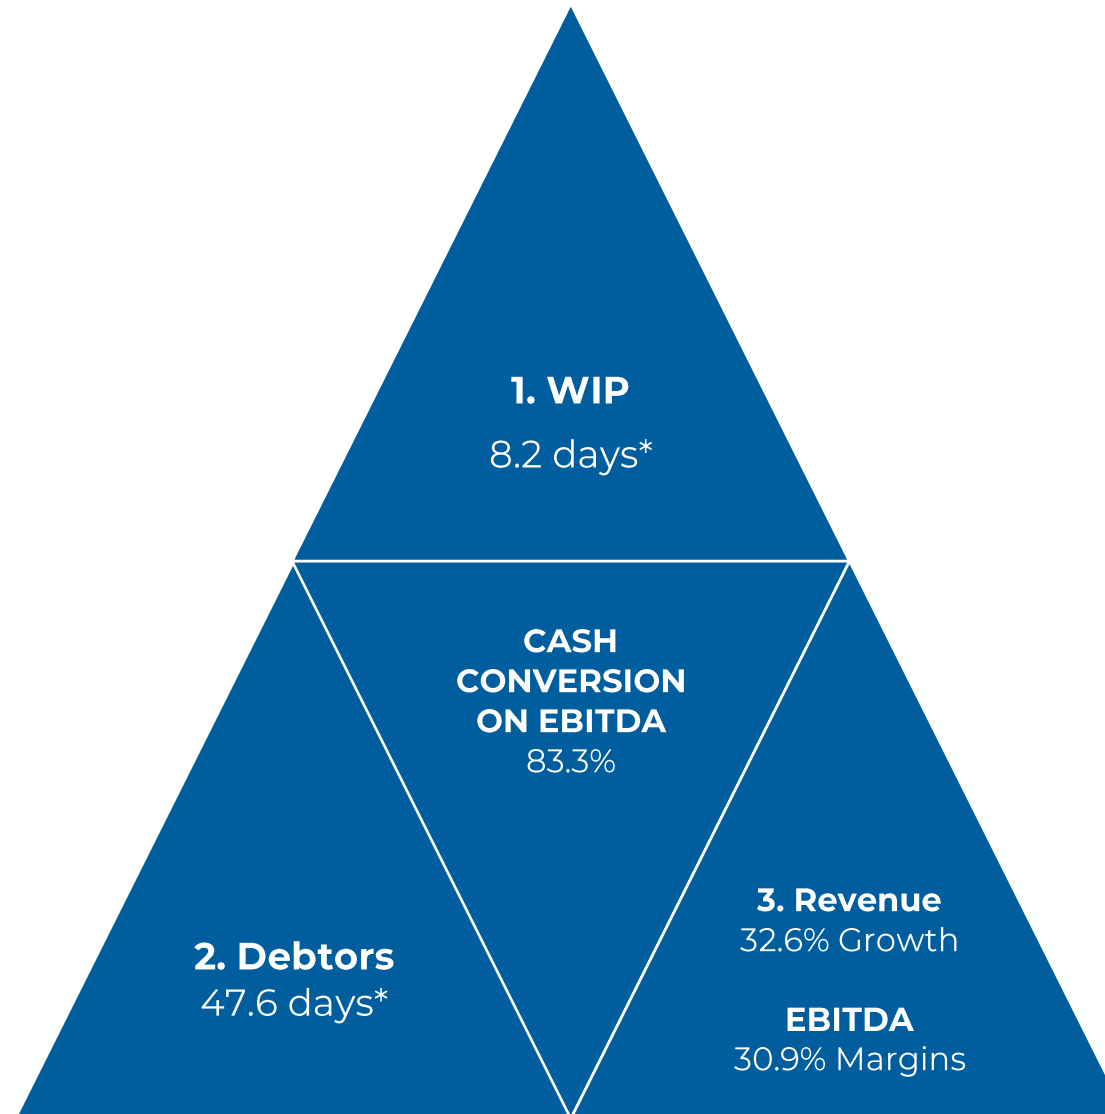 1. WIP
8.2 days*
CASH
CONVERSION
ON EBITDA
83.3%
2. Debtors
47.6 days*
3. Revenue
32.6% Growth
EBITDA
30.9% Margins